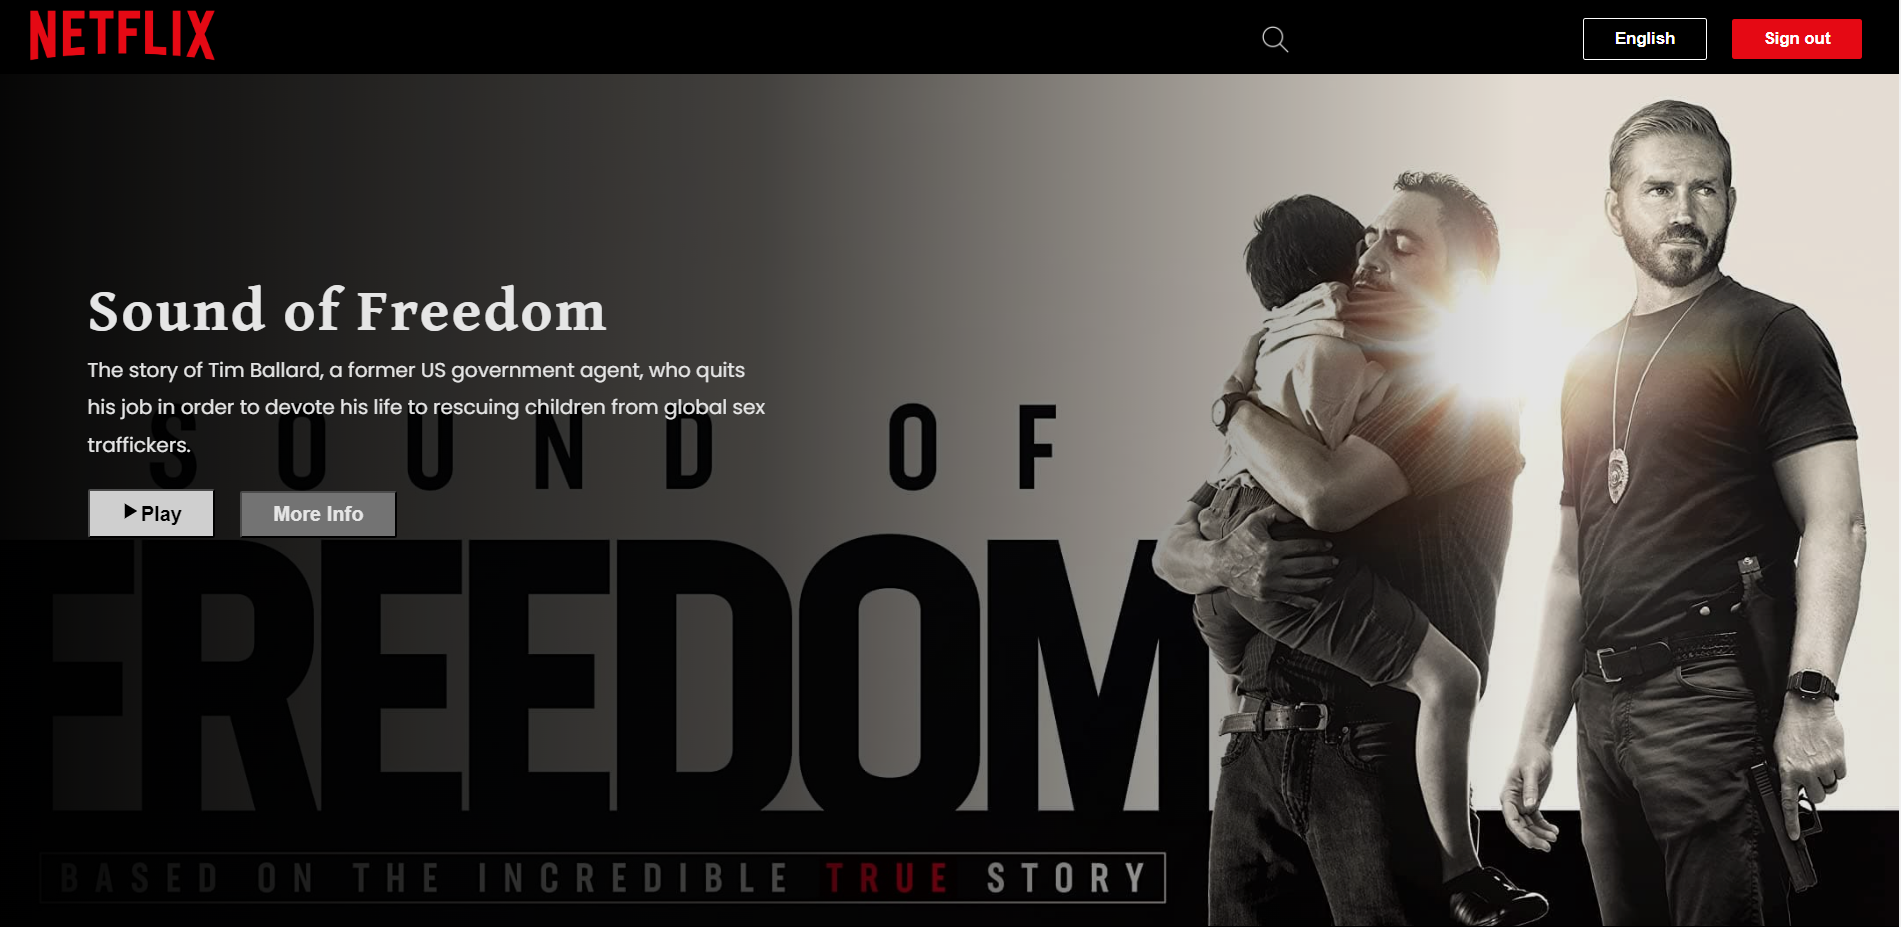 NETFLIX
English
Sign out
Sound of Freedom
The story of Tim Ballard, a former US government agent, who quits
his job in order to devote his life to rescuing children from global sex
traffickers.
SOUND OF
Play
More Info
FREEDOM
BASED ON THE INCREDIBLE TRUE STORY